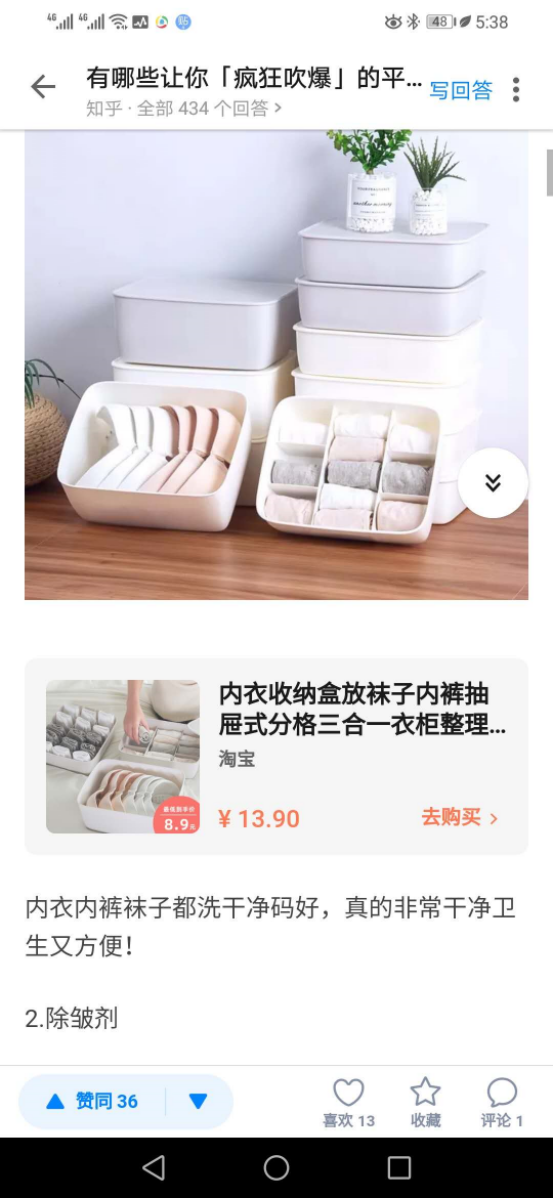 4G 4G 48 5:38
有哪些让你「疯狂吹爆」的平... 写回答
知乎 · 全部 434 个回答 >
内衣收纳盒放袜子内裤抽
屉式分格三合一衣柜整理...
淘宝
8.9
¥ 13.90 去购买 >
内衣内裤袜子都洗干净码好，真的非常干净卫
生又方便！
2.除皱剂
赞同 36
喜欢 13 收藏 评论 1